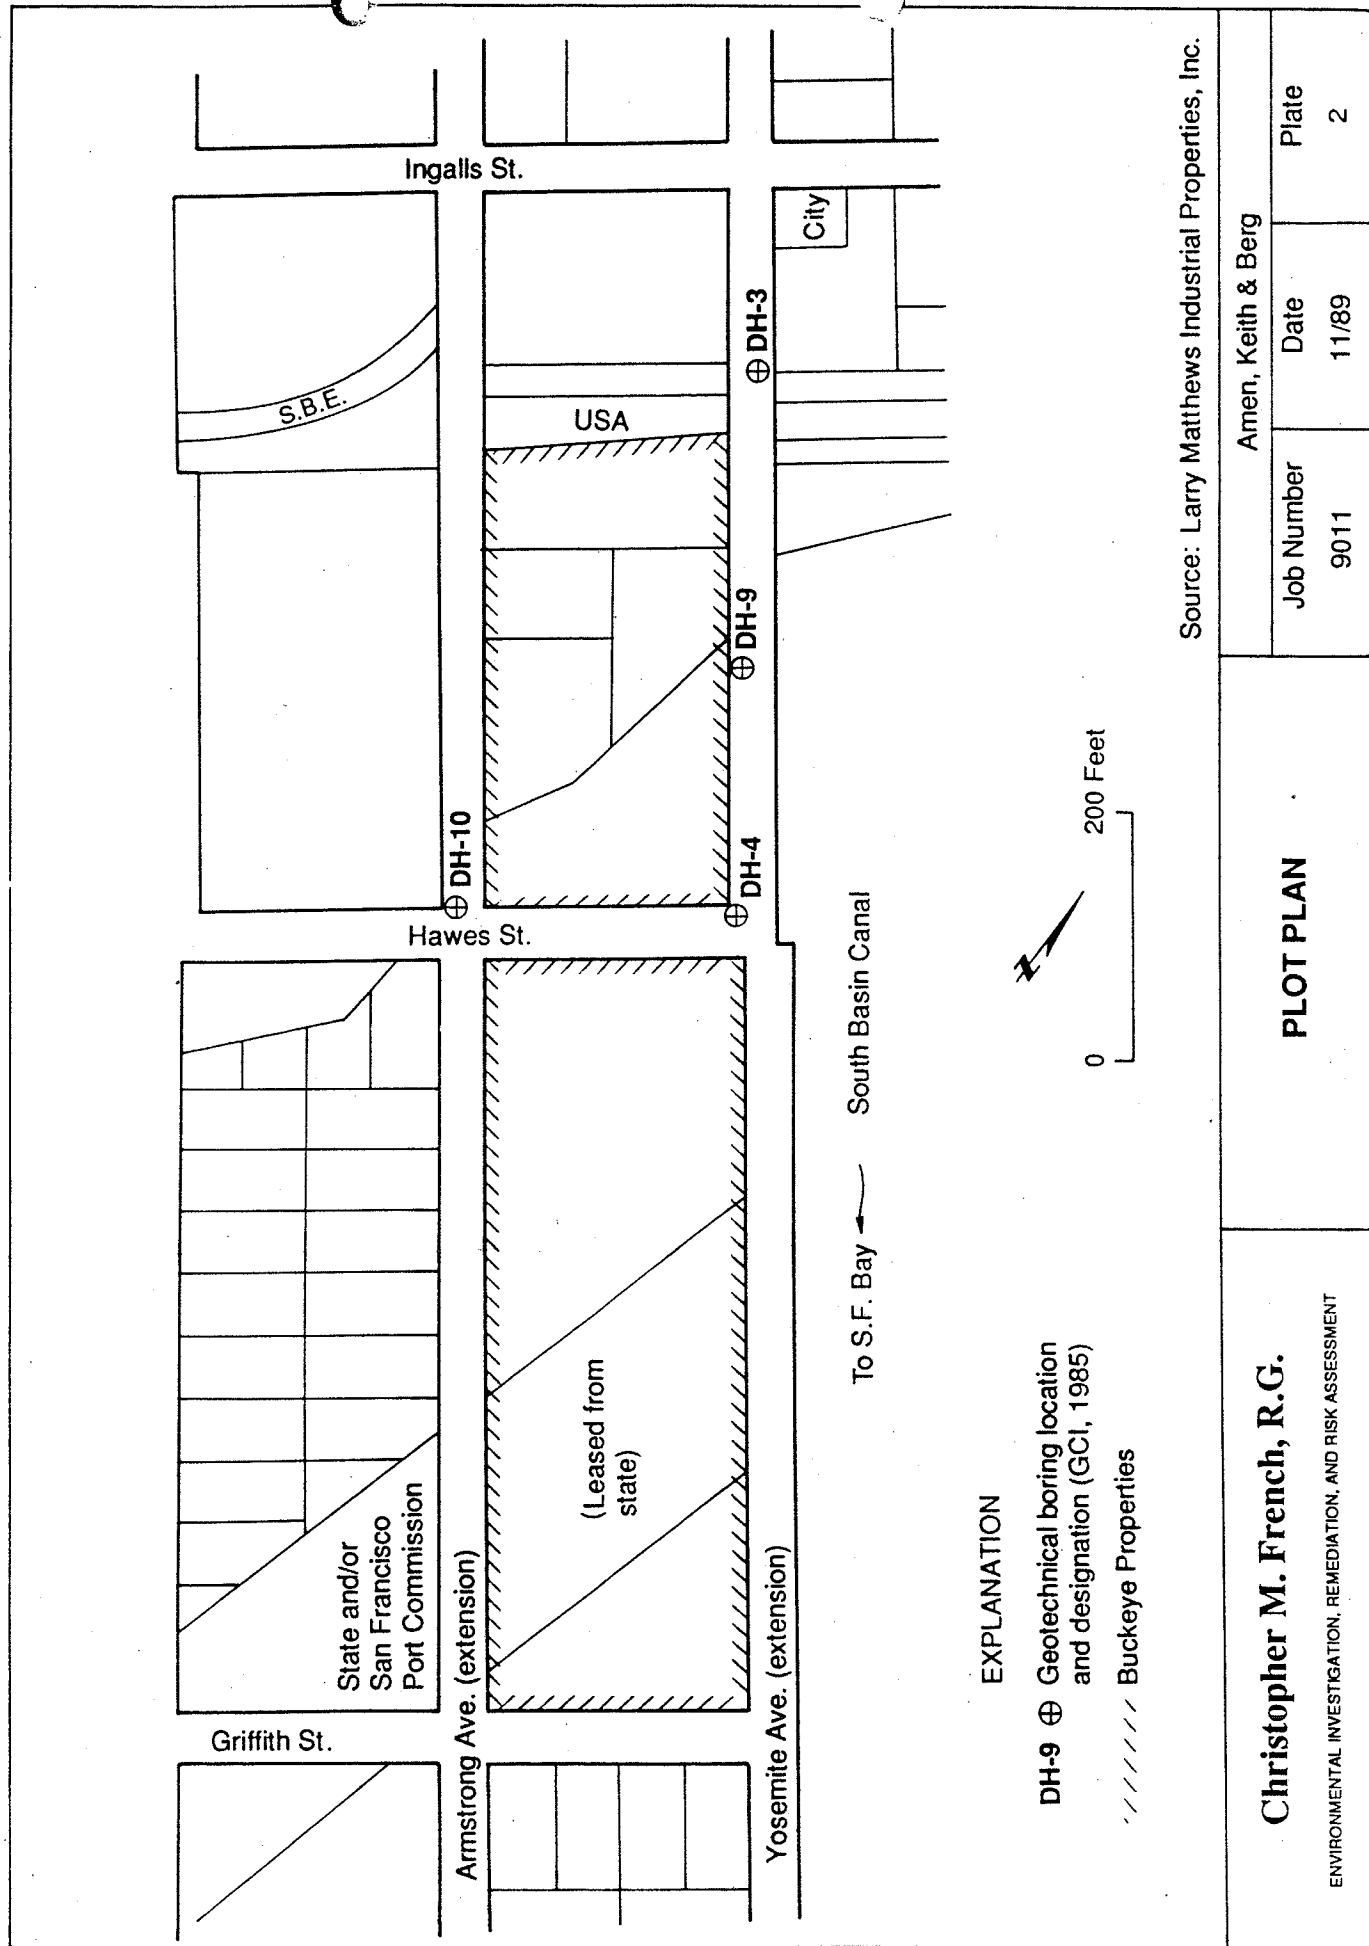 Ingalls St.
S.B.E.
USA
City
DH-3
DH-9
DH-10
DH-4
Hawes St.
South Basin Canal
To S.F. Bay
State and/or
San Francisco
Port Commission
(Leased from
state)
Griffith St.
Armstrong Ave. (extension)
Yosemite Ave. (extension)
N
0
200 Feet
EXPLANATION
DH-9 ⊕ Geotechnical boring location
and designation (GCI, 1985)
Buckeye Properties
Source: Larry Matthews Industrial Properties, Inc.
Christopher M. French, R.G.
ENVIRONMENTAL INVESTIGATION, REMEDIATION, AND RISK ASSESSMENT
PLOT PLAN
Amen, Keith & Berg
Job Number
9011
Date
11/89
Plate
2